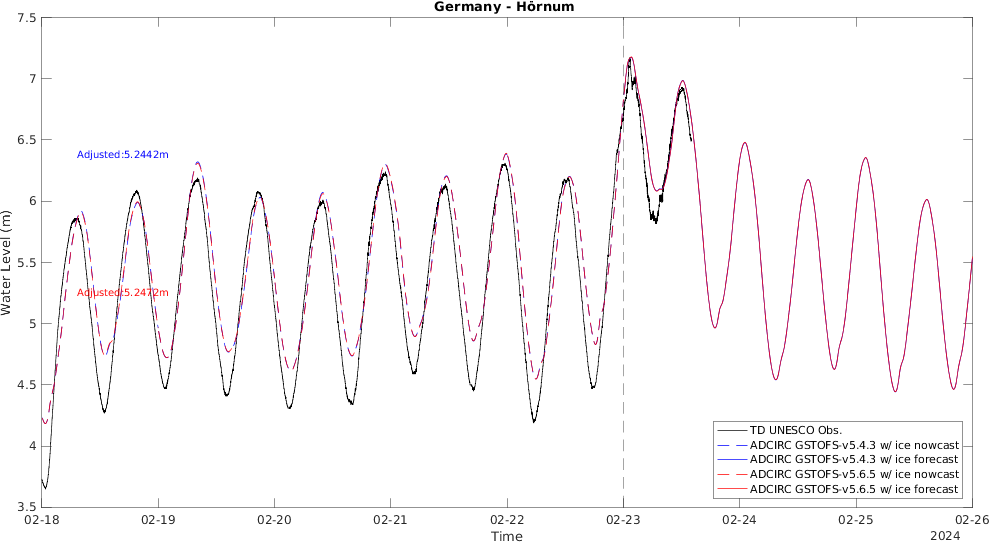 Germany - Hörnum
7.5
7
6.5
6
5.5
5
4.5
4
3.5
Water Level (m)
Adjusted:5.2442m
Adjusted:5.2472m
TD UNESCO Obs.
ADCIRC GSTOFS-v5.4.3 w/ ice nowcast
ADCIRC GSTOFS-v5.4.3 w/ ice forecast
ADCIRC GSTOFS-v5.6.5 w/ ice nowcast
ADCIRC GSTOFS-v5.6.5 w/ ice forecast
02-18 02-19 02-20 02-21 02-22 02-23 02-24 02-25 02-26
Time
2024